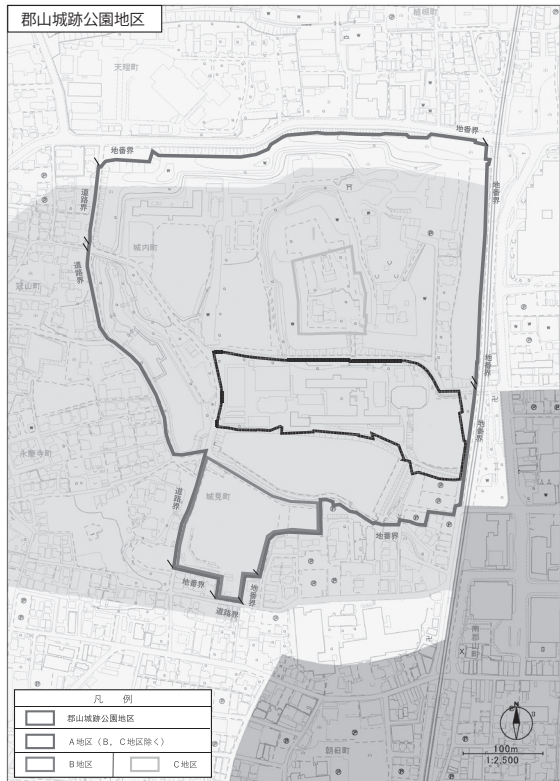 郡山城跡公園地区
天理町
地番界
地番界
道路界
地番界
道路界
城内町
地番界
地番界
永慶寺町
城見町
道路界
地番界
地番界
地番界
道路界
南郡山町
朝日町
凡 例
郡山城跡公園地区
A地区（B，C地区除く）
B地区
C地区
N
100m
1:2,500